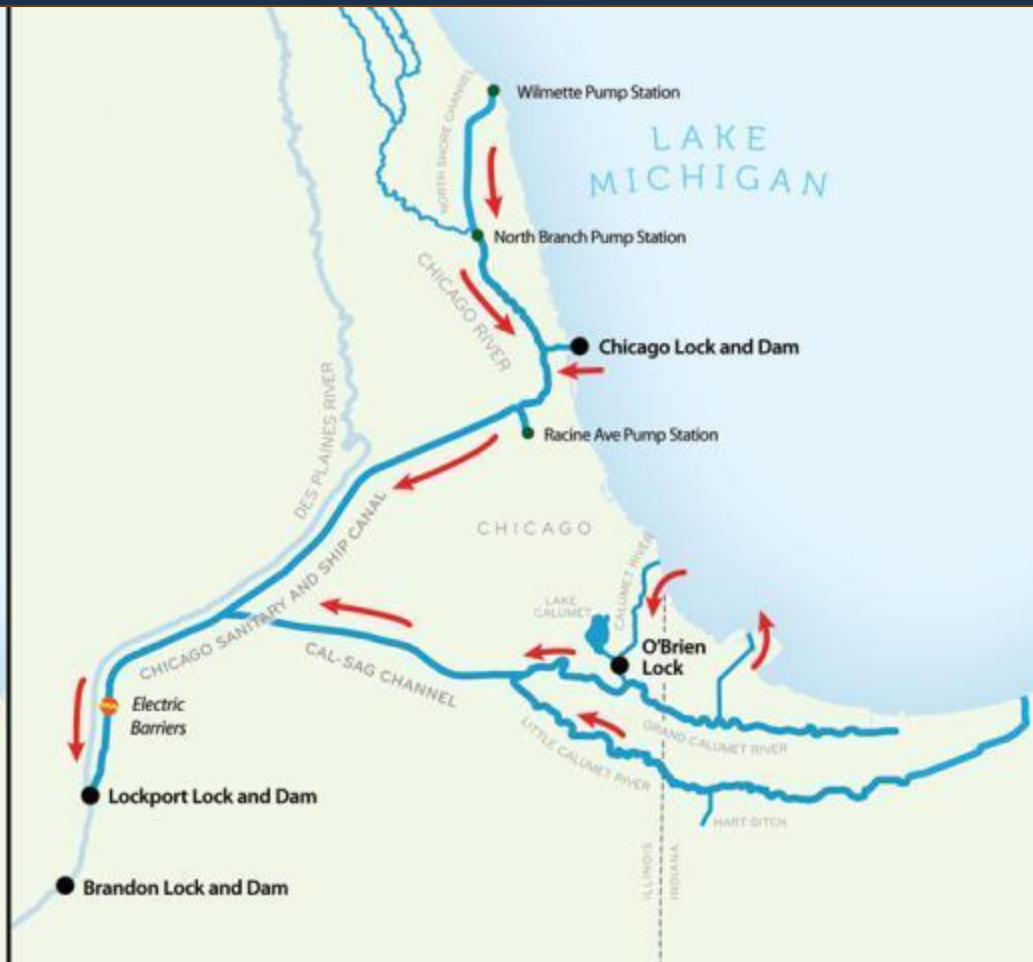 Wilmette Pump Station
NORTH SHORE CHANNEL
LAKE
MICHIGAN
North Branch Pump Station
CHICAGO RIVER
Chicago Lock and Dam
DES PLAINES RIVER
Racine Ave Pump Station
CHICAGO SANITARY AND SHIP CANAL
CHICAGO
CALUMET RIVER
LAKE
CALUMET
O'Brien
Lock
CAL-SAG CHANNEL
Electric
Barriers
LITTLE CALUMET RIVER
GRAND CALUMET RIVER
Lockport Lock and Dam
HART DITCH
ILLINOIS
INDIANA
Brandon Lock and Dam